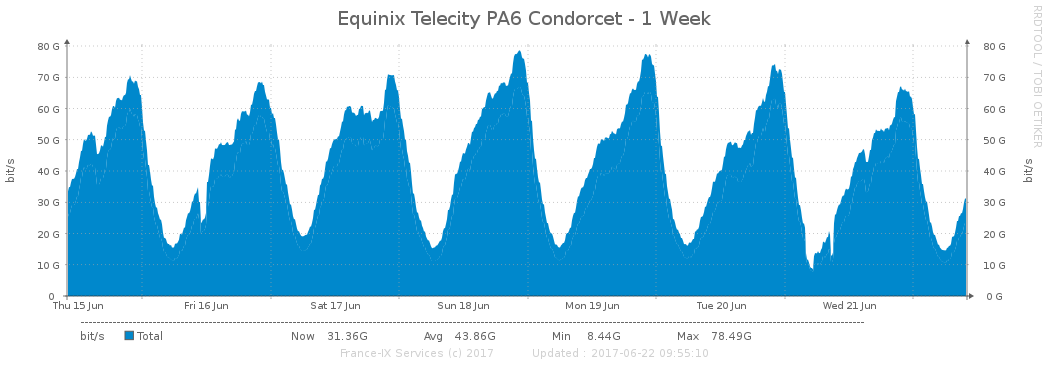 Equinix Telecity PA6 Condorcet - 1 Week
RRDTOOL / TOBI OETIKER
bit/s
80 G
70 G
60 G
50 G
40 G
30 G
20 G
10 G
0
80 G
70 G
60 G
50 G
40 G
30 G
20 G
10 G
0 G
bit/s
Thu 15 Jun Fri 16 Jun Sat 17 Jun Sun 18 Jun Mon 19 Jun Tue 20 Jun Wed 21 Jun
bit/s Total Now 31.36G Avg 43.86G Min 8.44G Max 78.49G
France-IX Services (c) 2017 Updated : 2017-06-22 09:55:10